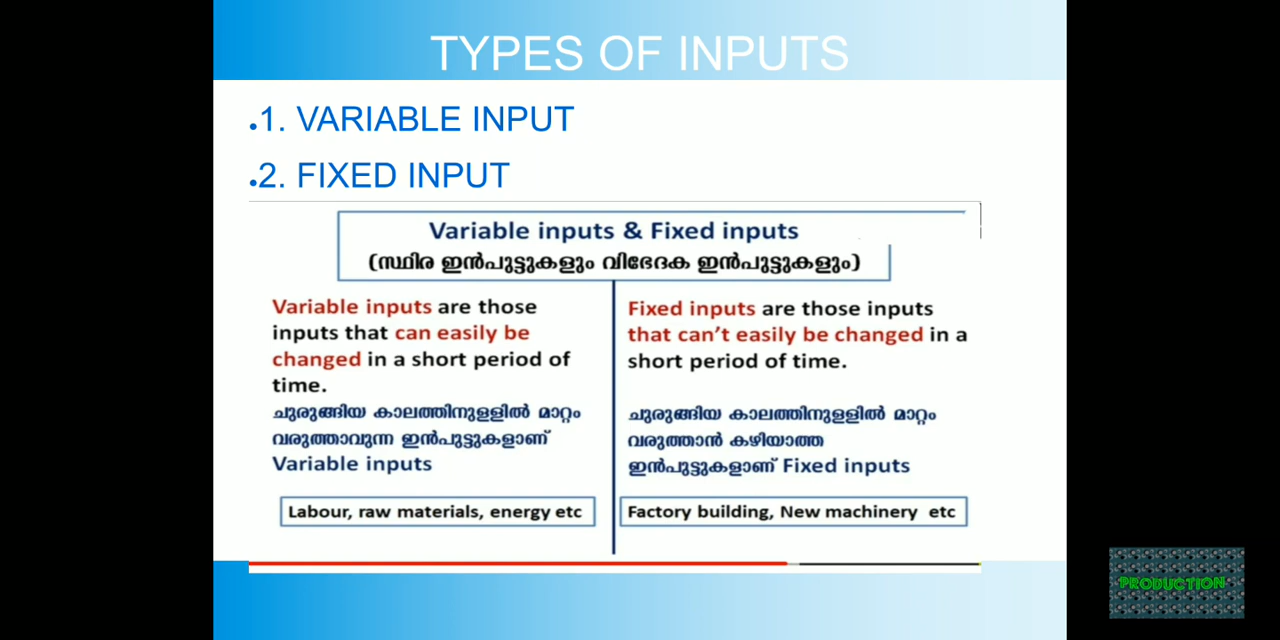 TYPES OF INPUTS
•1. VARIABLE INPUT
•2. FIXED INPUT
Variable inputs & Fixed inputs
(സ്ഥിര ഇൻപുട്ടുകളും വിഭേദക ഇൻപുട്ടുകളും)
Variable inputs are those
inputs that can easily be
changed in a short period of
time.
ചുരുങ്ങിയ കാലത്തിനുള്ളിൽ മാറ്റം
വരുത്താവുന്ന ഇൻപുട്ടുകളാണ്
Variable inputs
Labour, raw materials, energy etc
Fixed inputs are those inputs
that can't easily be changed in a
short period of time.
ചുരുങ്ങിയ കാലത്തിനുള്ളിൽ മാറ്റം
വരുത്താൻ കഴിയാത്ത
ഇൻപുട്ടുകളാണ് Fixed inputs
Factory building, New machinery etc
PRODUCTION